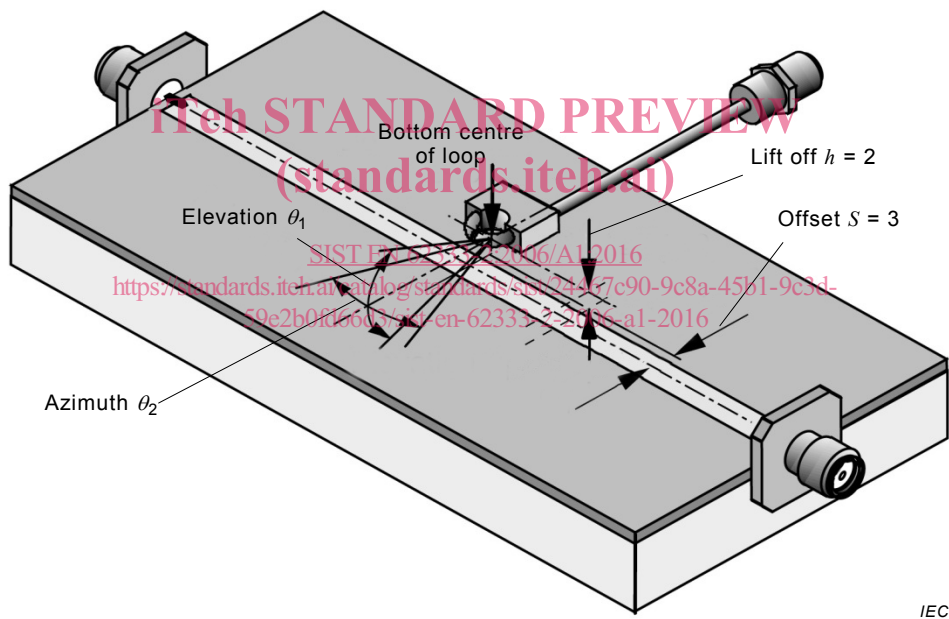 iTeh STANDARD PREVIEW
(standards.iteh.ai)
Bottom centre
of loop
Lift off h = 2
Elevation θ1
Offset S = 3
SIST EN 62333-2:2006/A1:2016
https://standards.iteh.ai/catalog/standards/sist/24467c90-9c8a-45b1-9c3d-
59e2b0fd66d3/sist-en-62333-2-2006-a1-2016
Azimuth θ2
IEC